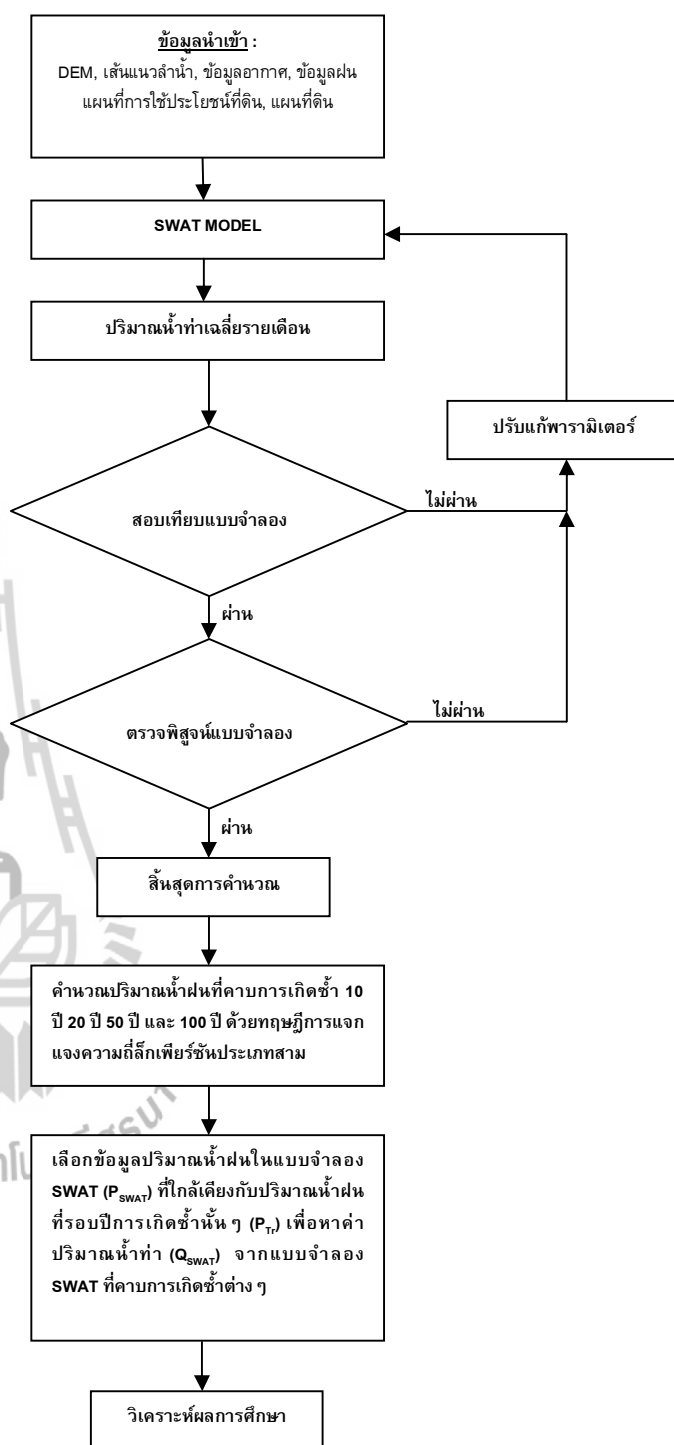 ข้อมูลนำเข้า :
DEM, เส้นแนวลำน้ำ, ข้อมูลอากาศ, ข้อมูลฝน
แผนที่การใช้ประโยชน์ที่ดิน, แผนที่ดิน
SWAT MODEL
ปริมาณน้ำท่าเฉลี่ยรายเดือน
ปรับแก้พารามิเตอร์
สอบเทียบแบบจำลอง
ไม่ผ่าน
ผ่าน
ตรวจพิสูจน์แบบจำลอง
ไม่ผ่าน
ผ่าน
สิ้นสุดการคำนวณ
คำนวณปริมาณน้ำฝนที่คาบการเกิดซ้ำ 10
ปี 20 ปี 50 ปี และ 100 ปี ด้วยทฤษฎีการแจก
แจงความถี่ล็กเพียร์ซันประเภทสาม
เลือกข้อมูลปริมาณน้ำฝนในแบบจำลอง
SWAT (P_SWAT) ที่ใกล้เคียงกับปริมาณน้ำฝน
ที่รอบปีการเกิดซ้ำนั้น ๆ (P_Tr) เพื่อหาค่า
ปริมาณน้ำท่า (Q_SWAT) จากแบบจำลอง
SWAT ที่คาบการเกิดซ้ำต่าง ๆ
วิเคราะห์ผลการศึกษา